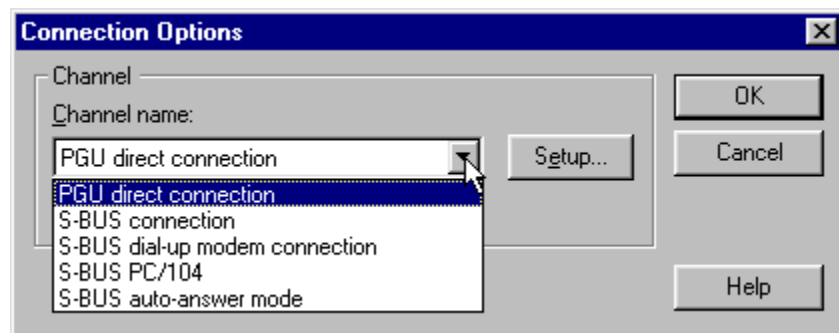 Connection Options
Channel
Channel name:
PGU direct connection
Setup...
PGU direct connection
S-BUS connection
S-BUS dial-up modem connection
S-BUS PC/104
S-BUS auto-answer mode
OK
Cancel
Help